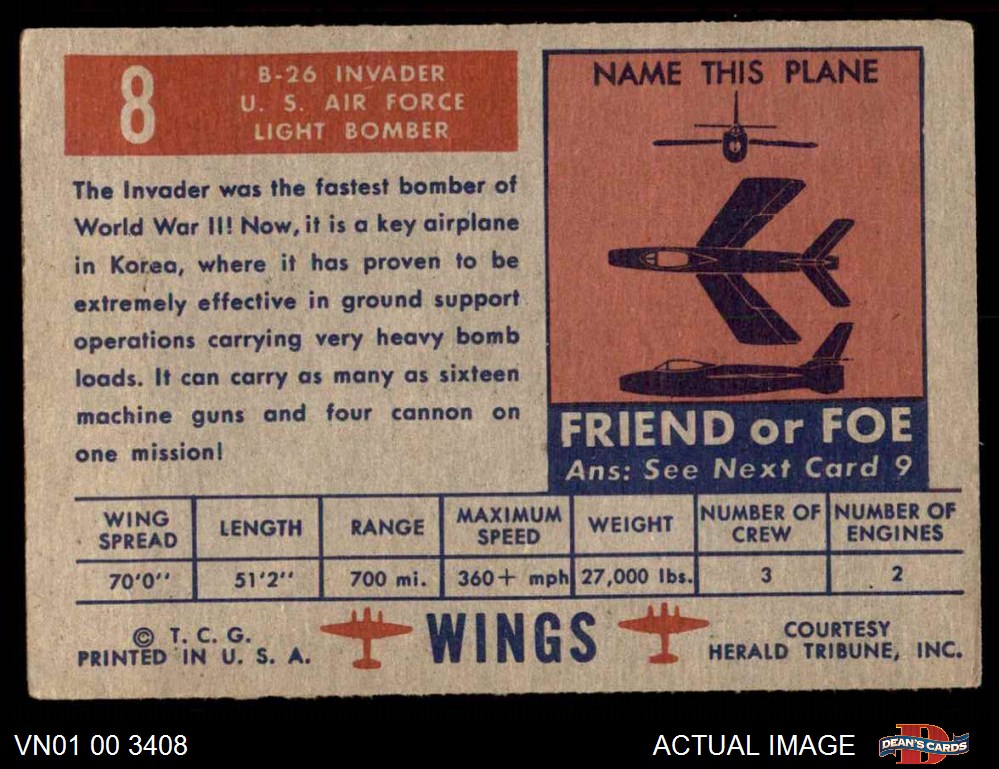 8
B-26 INVADER
U. S. AIR FORCE
LIGHT BOMBER
The Invader was the fastest bomber of
World War II! Now, it is a key airplane
in Korea, where it has proven to be
extremely effective in ground support
operations carrying very heavy bomb
loads. It can carry as many as sixteen
machine guns and four cannon on
one mission!
NAME THIS PLANE
FRIEND or FOE
Ans: See Next Card 9
WING SPREAD LENGTH RANGE MAXIMUM SPEED WEIGHT NUMBER OF CREW NUMBER OF ENGINES
70'0'' 51'2'' 700 mi. 360+ mph 27,000 lbs. 3 2
© T. C. G.
PRINTED IN U. S. A.
WINGS
COURTESY
HERALD TRIBUNE, INC.
VN01 00 3408
ACTUAL IMAGE
D
DEAN'S CARDS